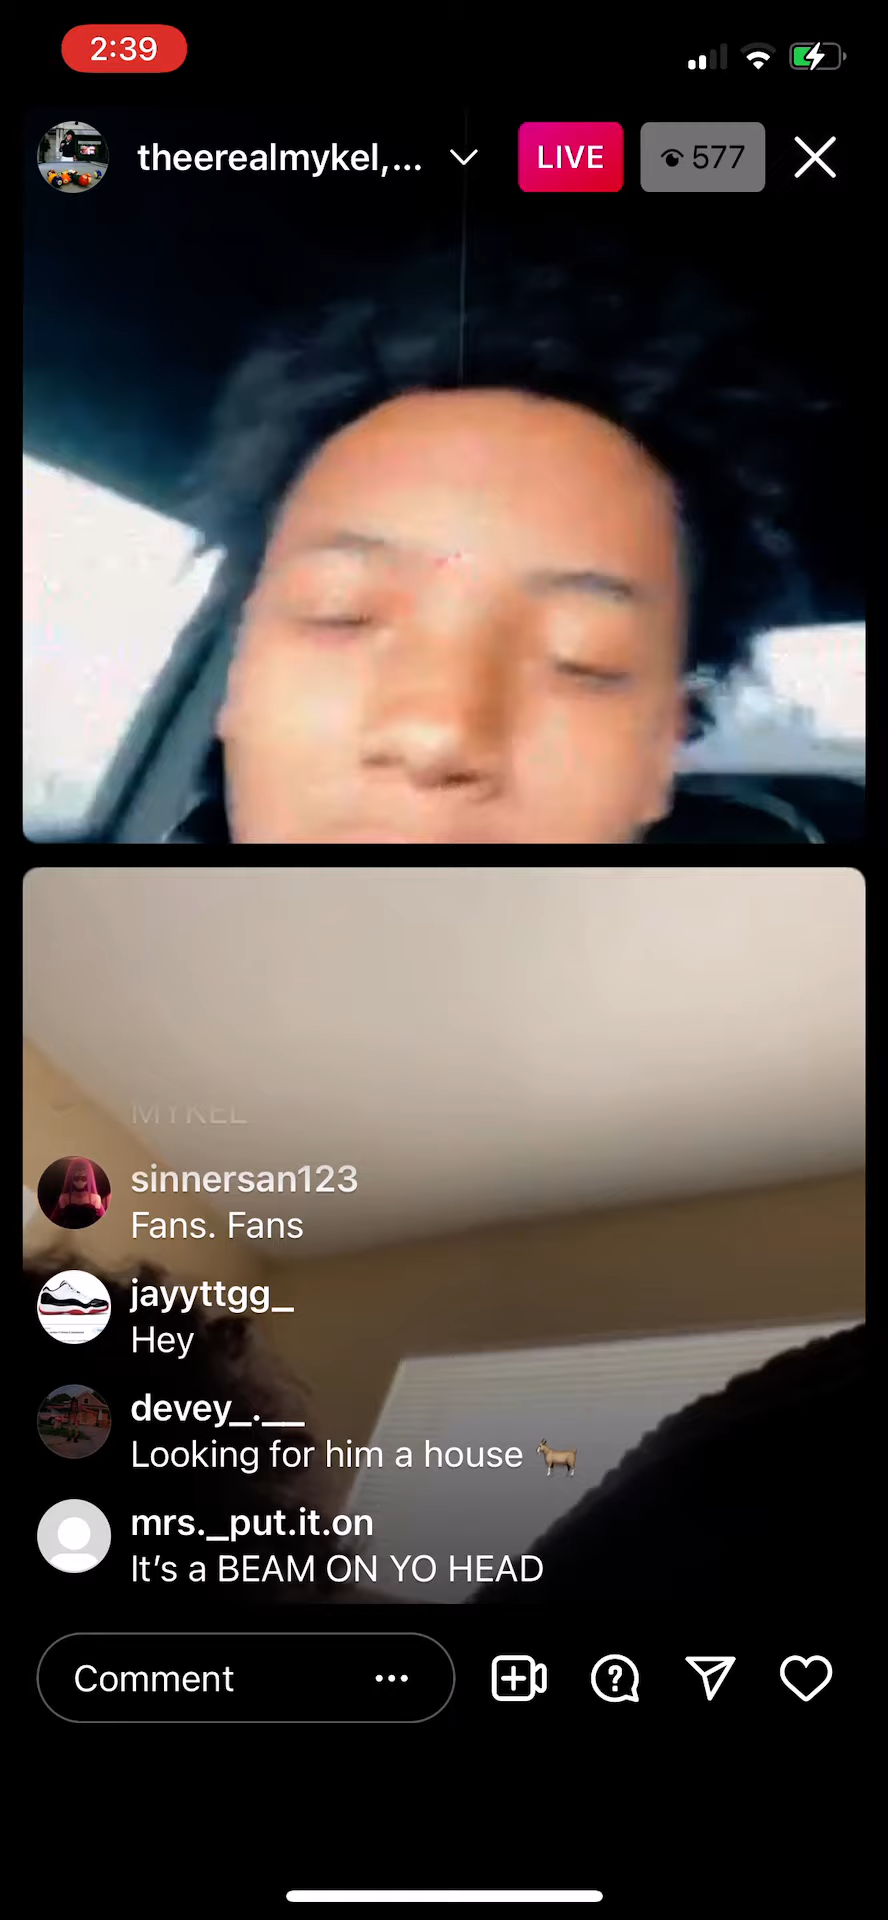 2:39
theerealmykel,...
LIVE
577
MYKEL
sinnersan123
Fans. Fans
jayyttgg_
Hey
devey_.__
Looking for him a house 🐐
mrs._put.it.on
It’s a BEAM ON YO HEAD
Comment